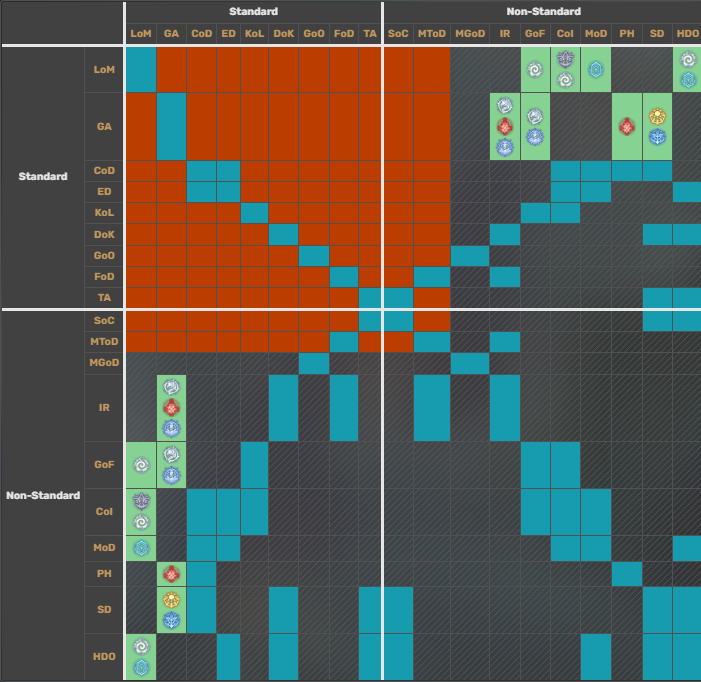 Standard Non-Standard
LoM GA CoD ED KoL DoK GoO FoD TA SoC MToD MGoD IR GoF CoI MoD PH SD HDO
LoM
GA
CoD
Standard ED
KoL
DoK
GoO
FoD
TA
SoC
MToD
MGoD
IR
GoF
Non-Standard
CoI
MoD
PH
SD
HDO